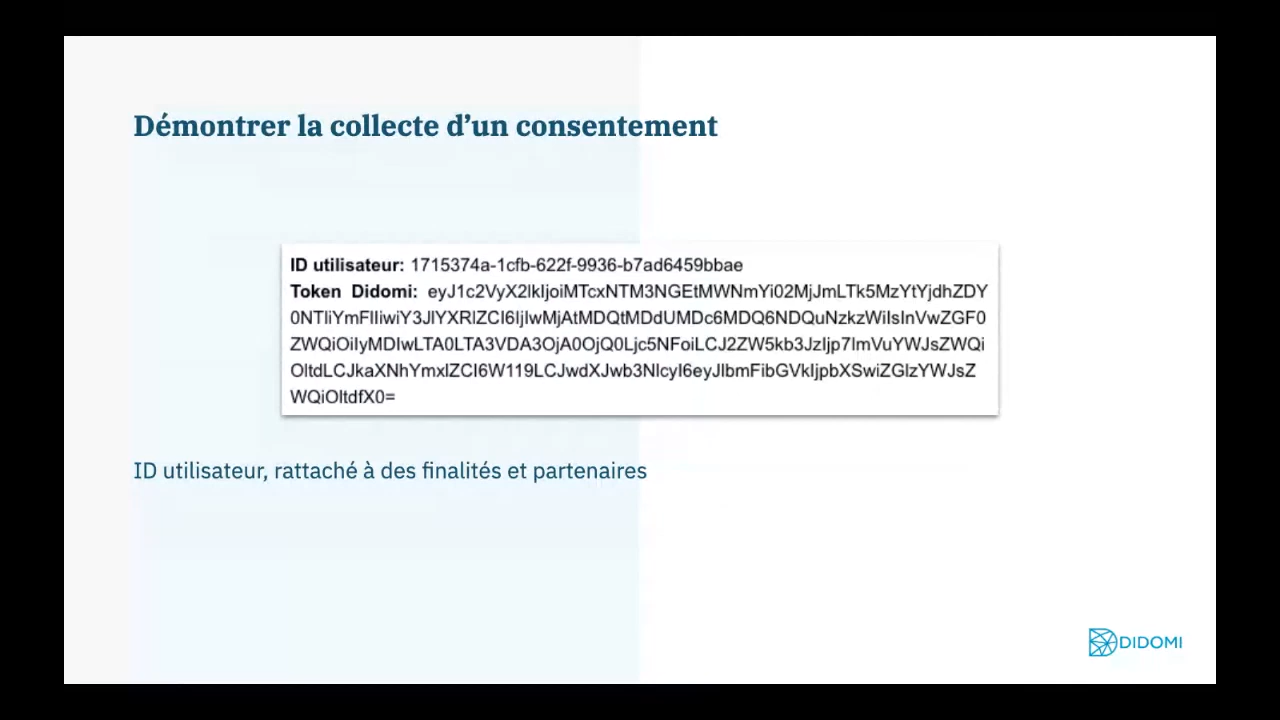 Démontrer la collecte d’un consentement
ID utilisateur: 1715374a-1cfb-622f-9936-b7ad6459bbae
Token Didomi: eyJ1c2VyX2lkIjoiMTcxNTM3NGEtMWNmYi02MjJmLTk5MzYtYjdhZDY
0NTliYmFlIiwiY3JlYXRlZCI6IjIwMjAtMDQtMDdUMDc6MDQ6NDQuNzkzWiIsInVwZGF0
ZWQiOiIyMDIwLTA0LTA3VDA3OjA0OjQ0Ljc5NFoiLCJ2ZW5kb3JzIjp7ImVuYWJsZWQi
OltdLCJkaXNhYmxlZCI6W119LCJwdXJwb3NlcyI6eyJlbmFibGVkIjpbXSwiZGlzYWJsZ
WQiOltdfX0=
ID utilisateur, rattaché à des finalités et partenaires
DIDOMI